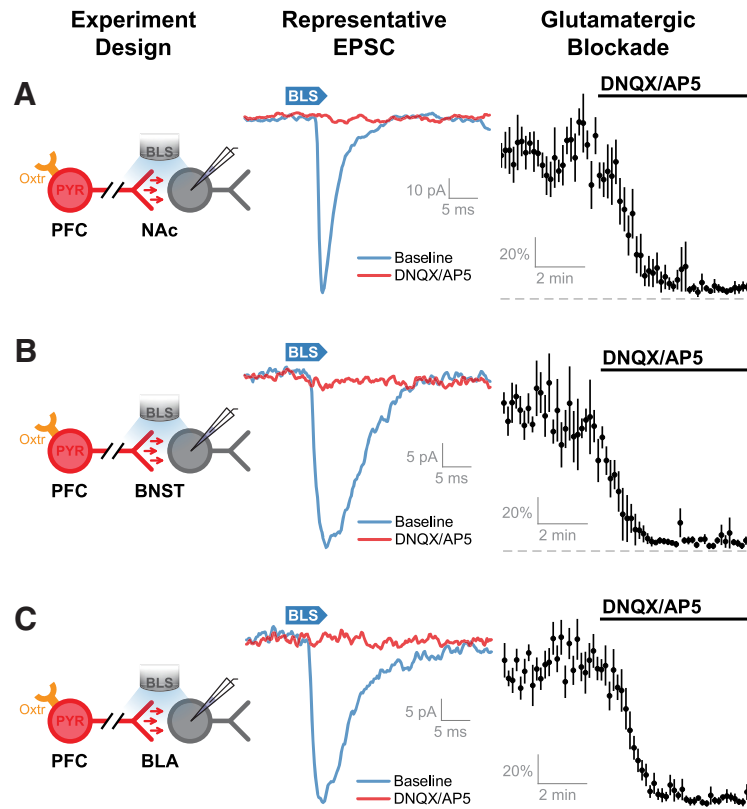 Experiment Design
Representative EPSC
Glutamatergic Blockade
A
BLS
Oxtr
PYR
PFC
NAc
BLS
10 pA
5 ms
Baseline
DNQX/AP5
DNQX/AP5
20%
2 min
B
BLS
Oxtr
PYR
PFC
BNST
BLS
5 pA
5 ms
Baseline
DNQX/AP5
DNQX/AP5
20%
2 min
C
BLS
Oxtr
PYR
PFC
BLA
BLS
5 pA
5 ms
Baseline
DNQX/AP5
DNQX/AP5
20%
2 min